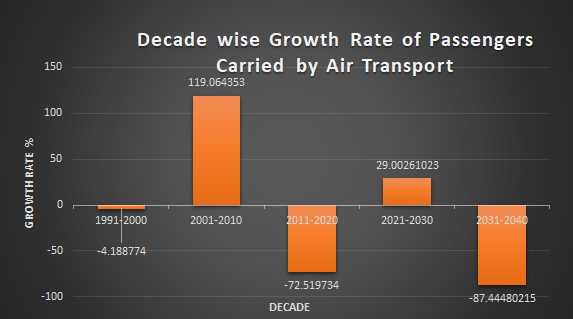 Decade wise Growth Rate of Passengers
Carried by Air Transport
150
119.064353
100
GROWTH RATE %
50
29.00261023
0
1991-2000 2001-2010 2011-2020 2021-2030 2031-2040
-4.188774
-50
-72.519734
-87.44480215
-100
DECADE